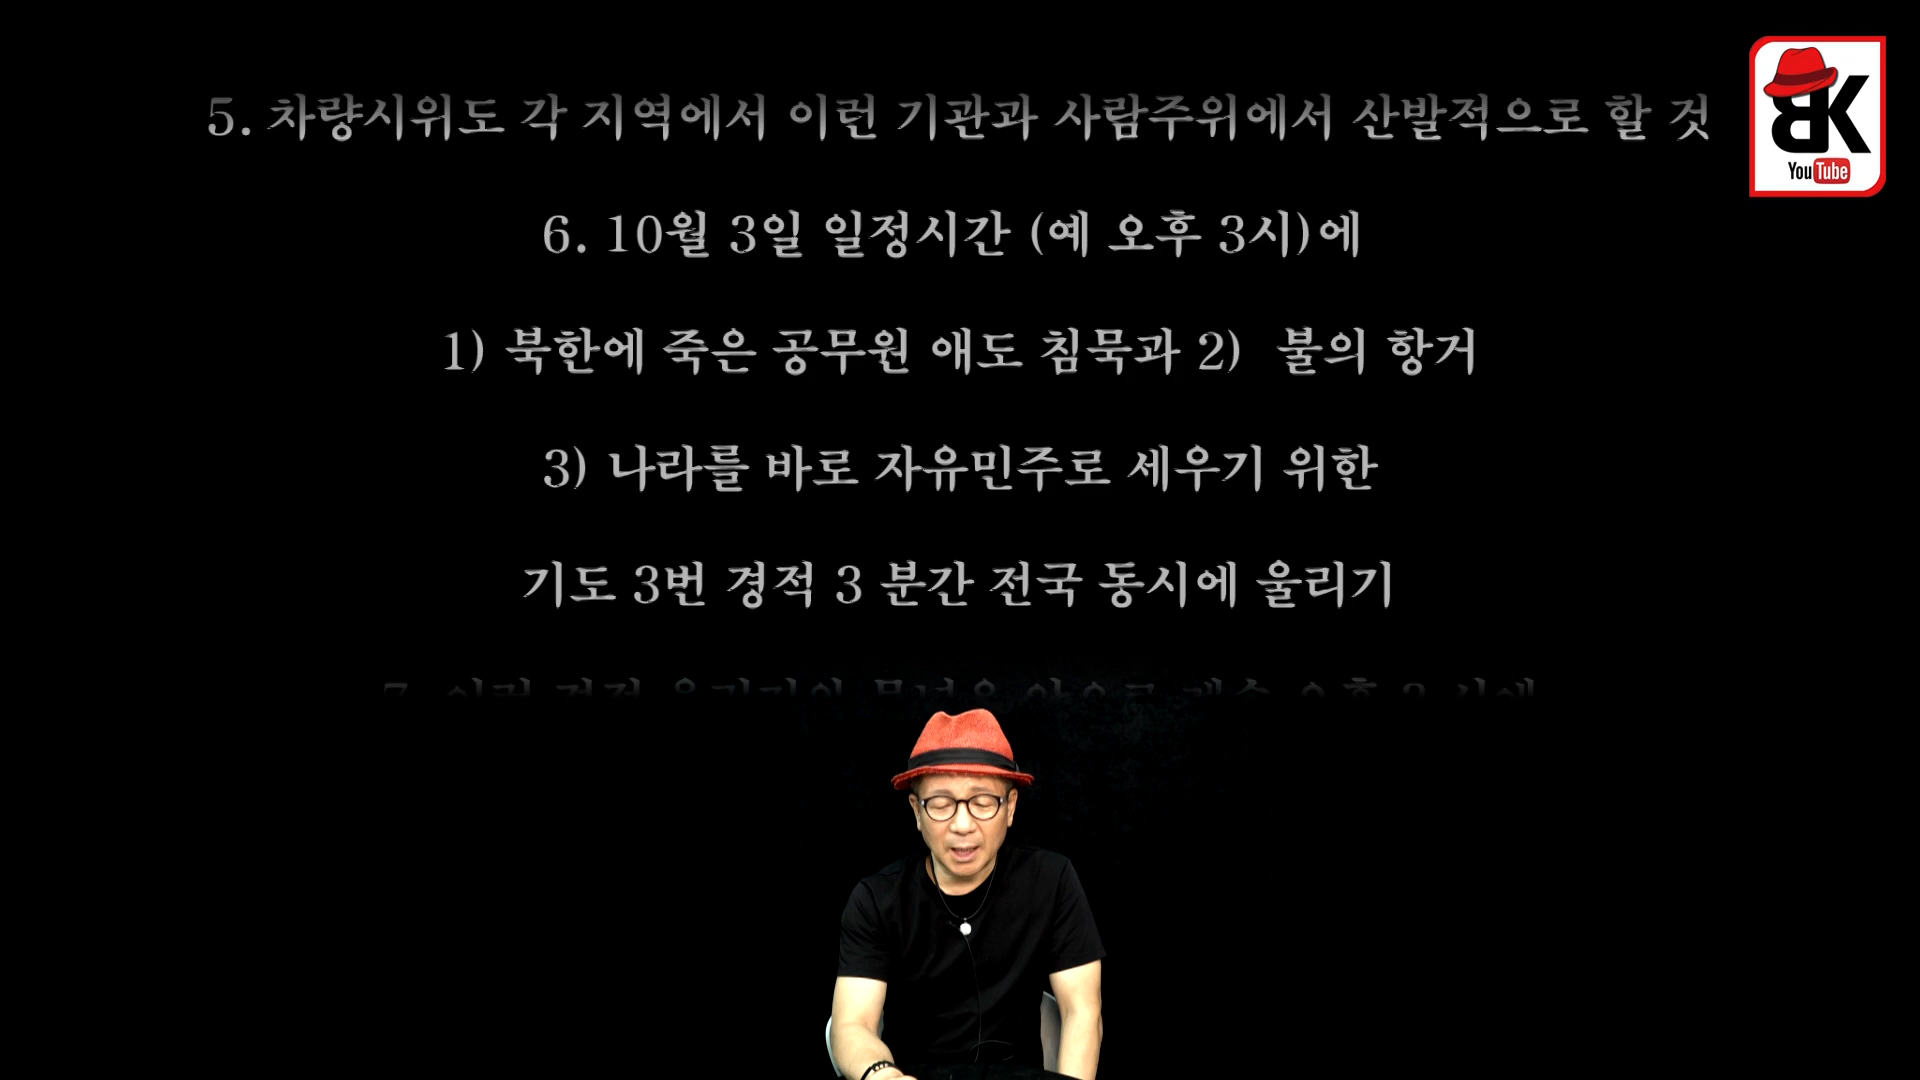 5. 차량시위도 각 지역에서 이런 기관과 사람주위에서 산발적으로 할 것
6. 10월 3일 일정시간 (예 오후 3시)에
1) 북한에 죽은 공무원 애도 침묵과 2) 불의 항거
3) 나라를 바로 자유민주로 세우기 위한
기도 3번 경적 3 분간 전국 동시에 울리기
BK
YouTube